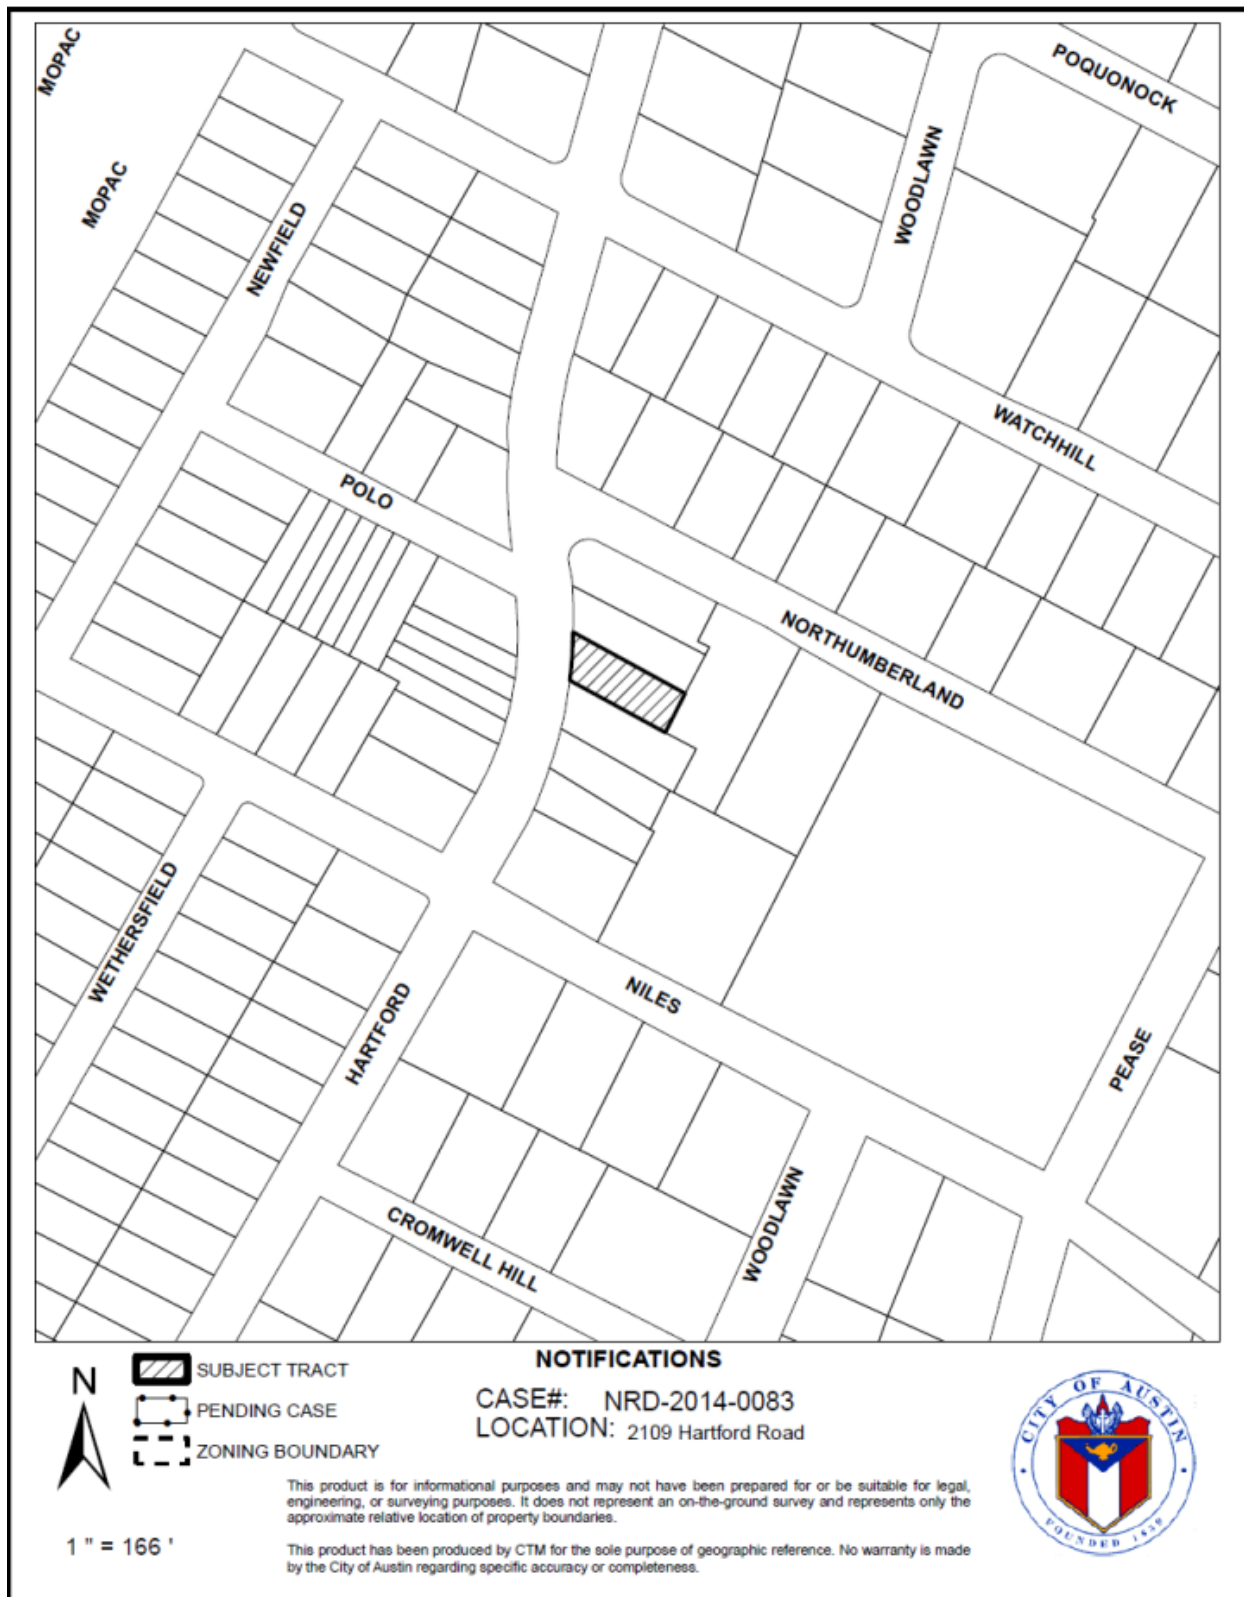 MOPAC
POQUONOCK
MOPAC
WOODLAWN
NEWFIELD
WATCHHILL
POLO
NORTHUMBERLAND
WETHERSFIELD
NILES
HARTFORD
PEASE
WOODLAWN
CROMWELL HILL
N
SUBJECT TRACT
PENDING CASE
ZONING BOUNDARY
1 " = 166 '
NOTIFICATIONS
CASE#: NRD-2014-0083
LOCATION: 2109 Hartford Road
This product is for informational purposes and may not have been prepared for or be suitable for legal,
engineering, or surveying purposes. It does not represent an on-the-ground survey and represents only the
approximate relative location of property boundaries.
This product has been produced by CTM for the sole purpose of geographic reference. No warranty is made
by the City of Austin regarding specific accuracy or completeness.
CITY OF AUSTIN
FOUNDED 1839